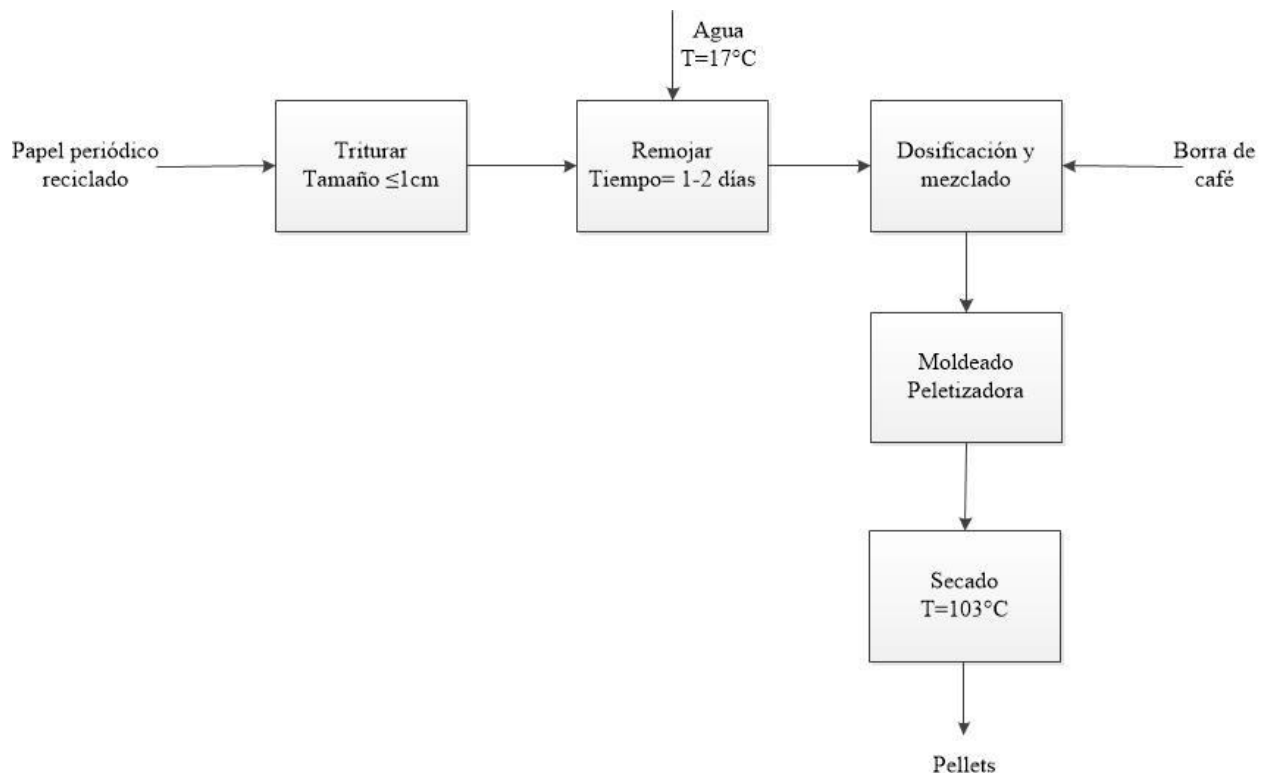 Agua
T=17°C
Papel periódico
reciclado
Triturar
Tamaño ≤1cm
Remojar
Tiempo= 1-2 días
Dosificación y
mezclado
Borra de
café
Moldeado
Peletizadora
Secado
T=103°C
Pellets